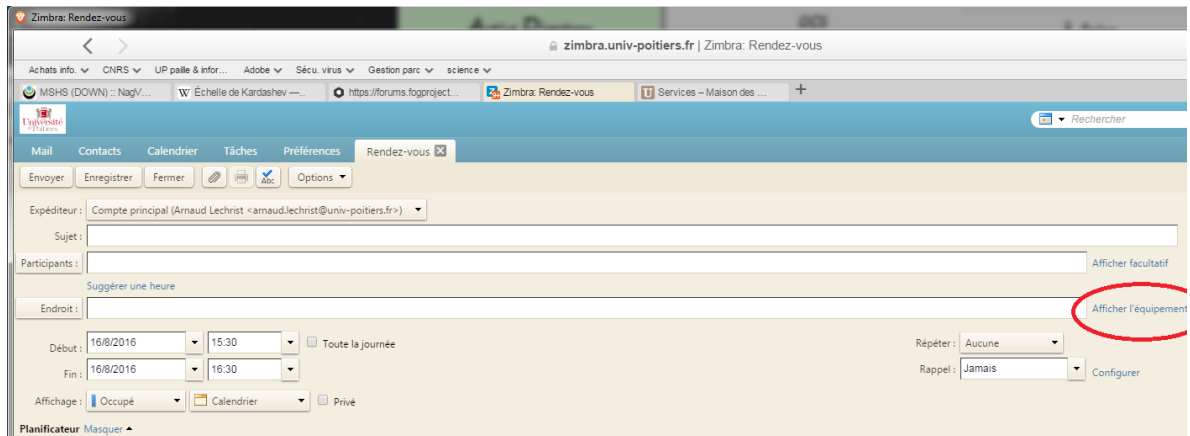 Zimbra: Rendez-vous
zimbra.univ-poitiers.fr | Zimbra: Rendez-vous
Achats info. CNRS UP paille & infor... Adobe Sécu. virus Gestion parc science
MSHS (DOWN) :: NagV... Échelle de Kardashev —... https://forums.fogproject... Zimbra: Rendez-vous Services – Maison des ...
Université de Poitiers
Rechercher
Mail Contacts Calendrier Tâches Préférences Rendez-vous
Envoyer Enregistrer Fermer Abc Options
Expéditeur : Compte principal (Arnaud Lechrist <arnaud.lechrist@univ-poitiers.fr>)
Sujet :
Participants : Afficher facultatif
Suggérer une heure
Endroit : Afficher l'équipement
Début : 16/8/2016 15:30 Toute la journée Répéter : Aucune
Fin : 16/8/2016 16:30 Rappel : Jamais Configurer
Affichage : Occupé Calendrier Privé
Planificateur Masquer